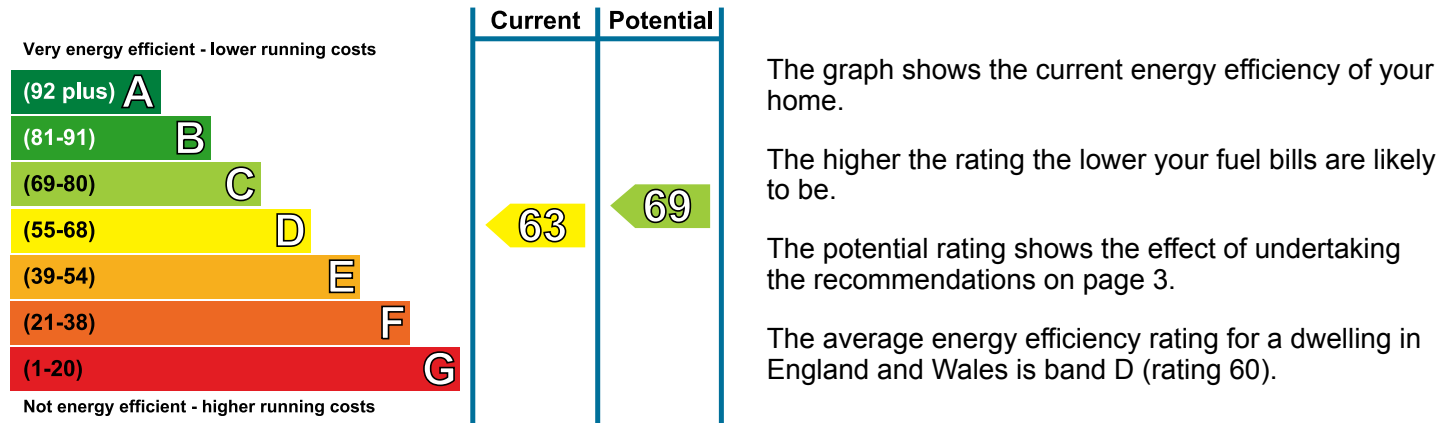 Current Potential
Very energy efficient - lower running costs
(92 plus) A
(81-91) B
(69-80) C
(55-68) D
(39-54) E
(21-38) F
(1-20) G
Not energy efficient - higher running costs
63
69
The graph shows the current energy efficiency of your
home.
The higher the rating the lower your fuel bills are likely
to be.
The potential rating shows the effect of undertaking
the recommendations on page 3.
The average energy efficiency rating for a dwelling in
England and Wales is band D (rating 60).